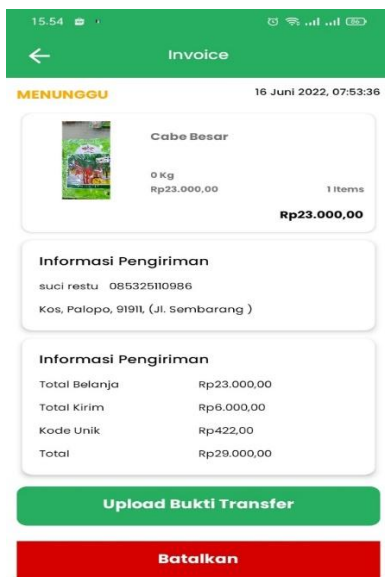 15.54
Invoice
MENUNGGU
16 Juni 2022, 07:53:36
Cabe Besar
0 Kg
Rp23.000,00
1 Items
Rp23.000,00
Informasi Pengiriman
suci restu 085325110986
Kos, Palopo, 91911, (Jl. Sembarang )
Informasi Pengiriman
Total Belanja Rp23.000,00
Total Kirim Rp6.000,00
Kode Unik Rp422,00
Total Rp29.000,00
Upload Bukti Transfer
Batalkan